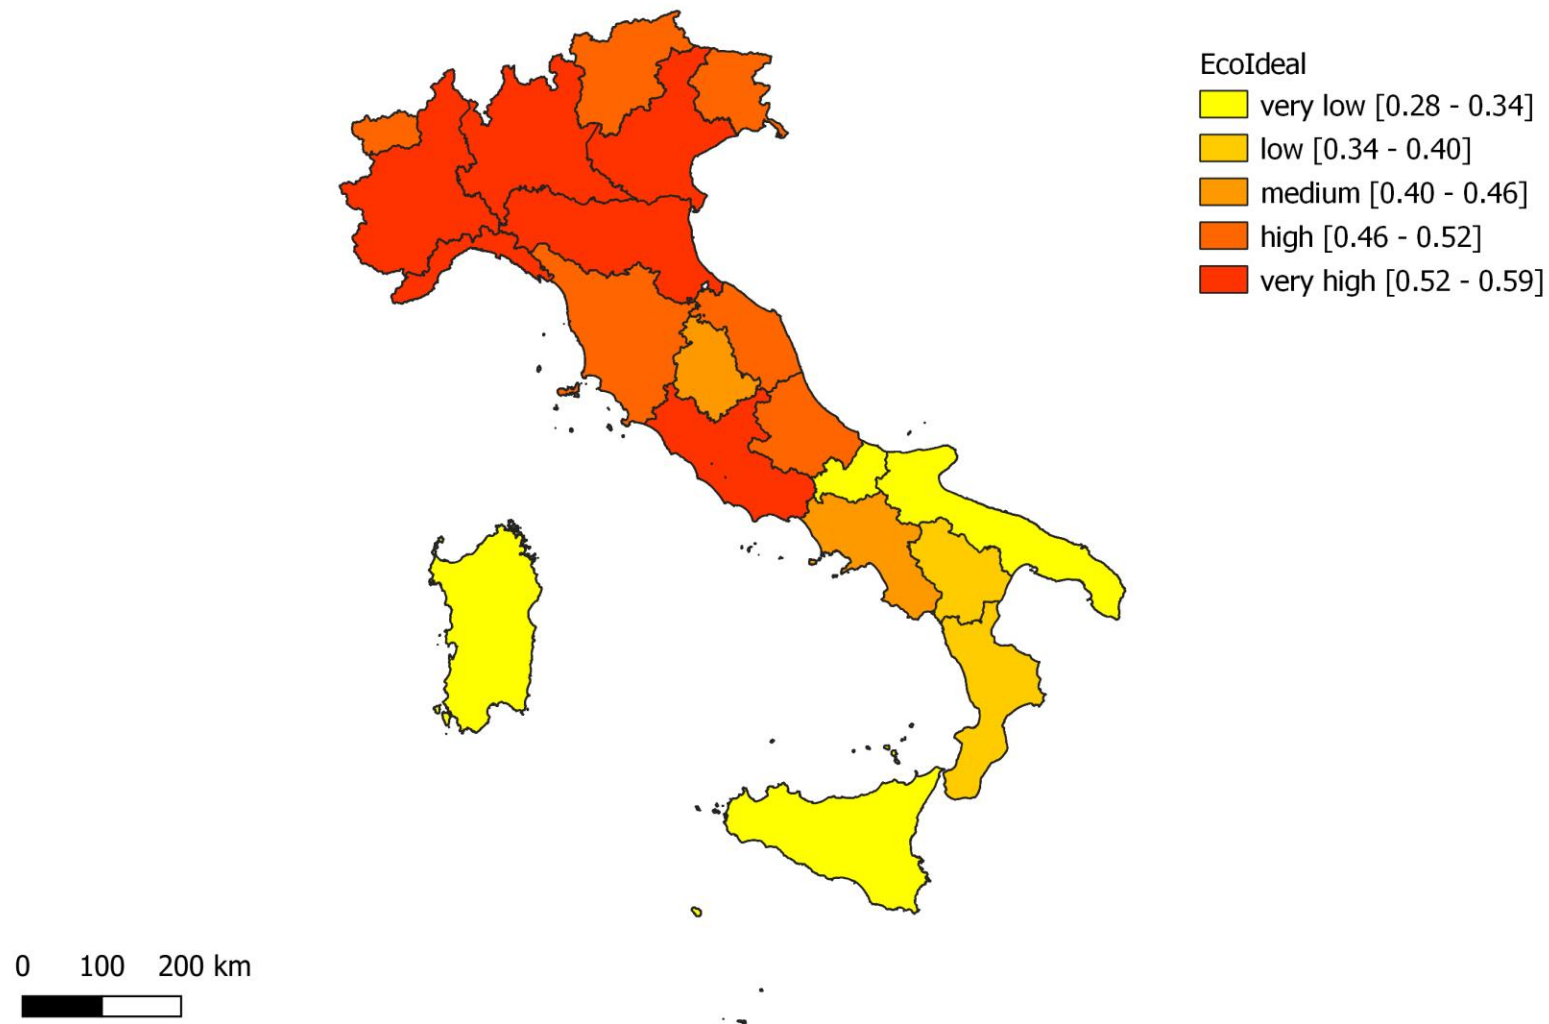 EcoIdeal
very low [0.28 - 0.34]
low [0.34 - 0.40]
medium [0.40 - 0.46]
high [0.46 - 0.52]
very high [0.52 - 0.59]
0 100 200 km